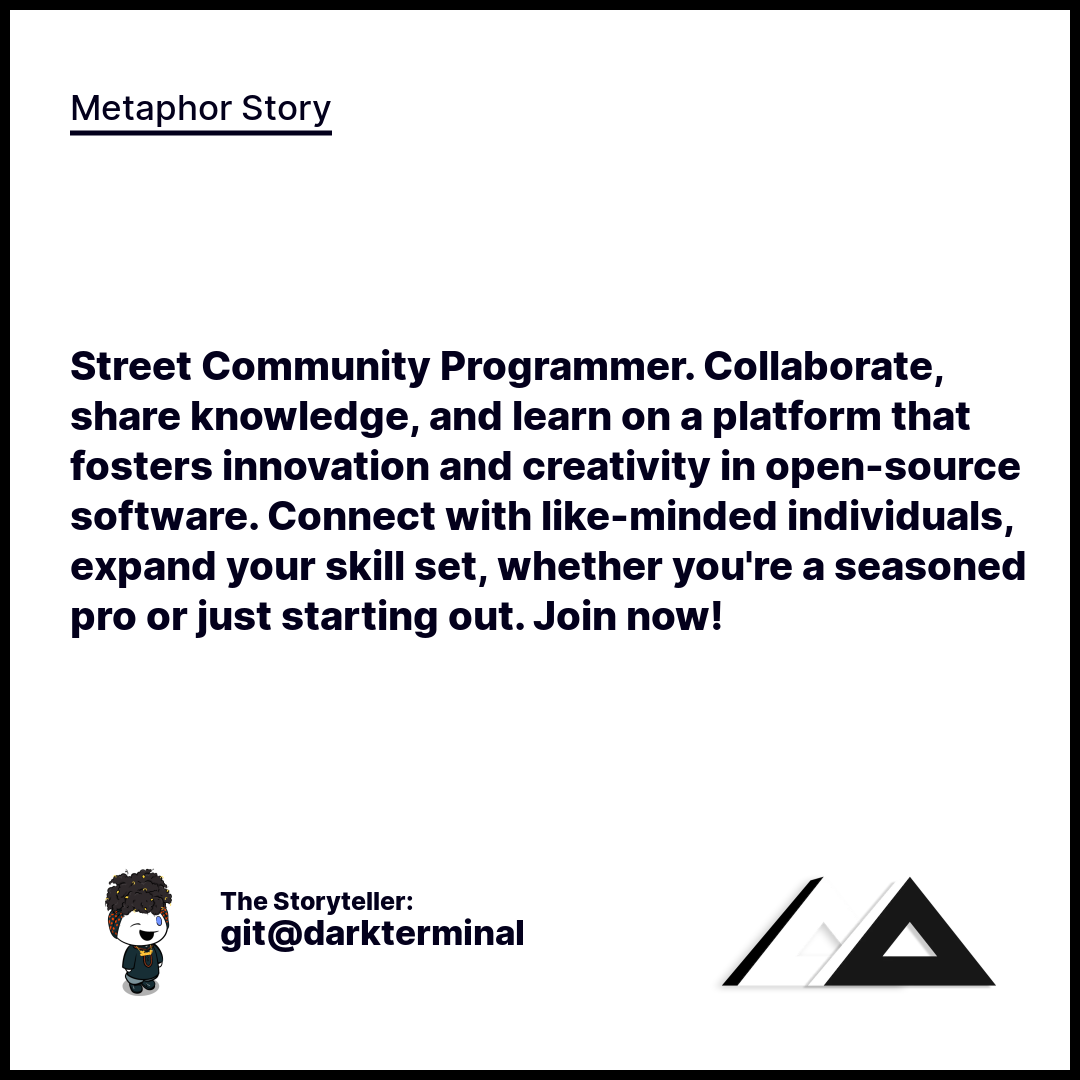 Metaphor Story
Street Community Programmer. Collaborate,
share knowledge, and learn on a platform that
fosters innovation and creativity in open-source
software. Connect with like-minded individuals,
expand your skill set, whether you're a seasoned
pro or just starting out. Join now!
The Storyteller:
git@darkterminal